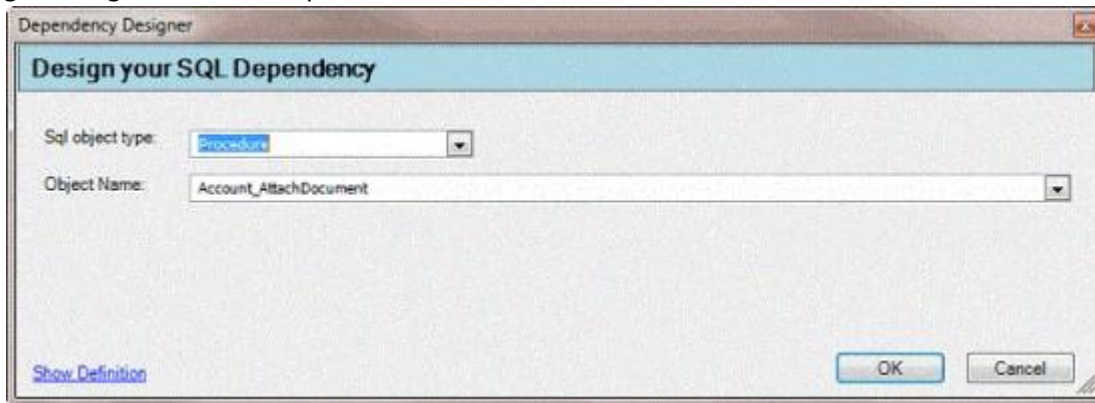 Dependency Designer
Design your SQL Dependency
Sql object type: Procedure
Object Name: Account_AttachDocument
Show Definition
OK Cancel